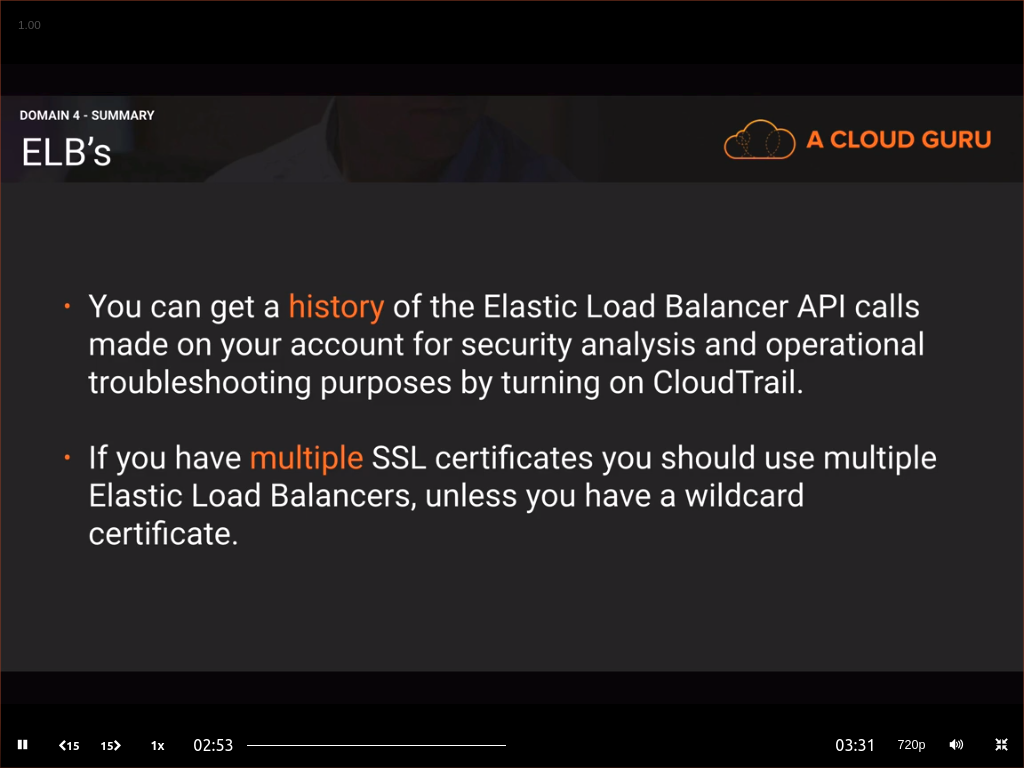 1.00
DOMAIN 4 - SUMMARY
ELB’s
A CLOUD GURU
• You can get a history of the Elastic Load Balancer API calls
made on your account for security analysis and operational
troubleshooting purposes by turning on CloudTrail.
• If you have multiple SSL certificates you should use multiple
Elastic Load Balancers, unless you have a wildcard
certificate.
15 15 1x 02:53 03:31 720p